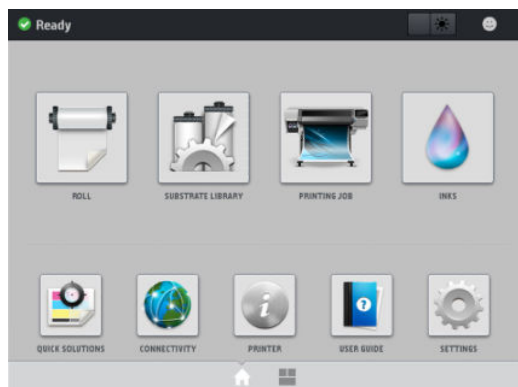 Ready
ROLL
SUBSTRATE LIBRARY
PRINTING JOB
INKS
QUICK SOLUTIONS
CONNECTIVITY
PRINTER
USER GUIDE
SETTINGS